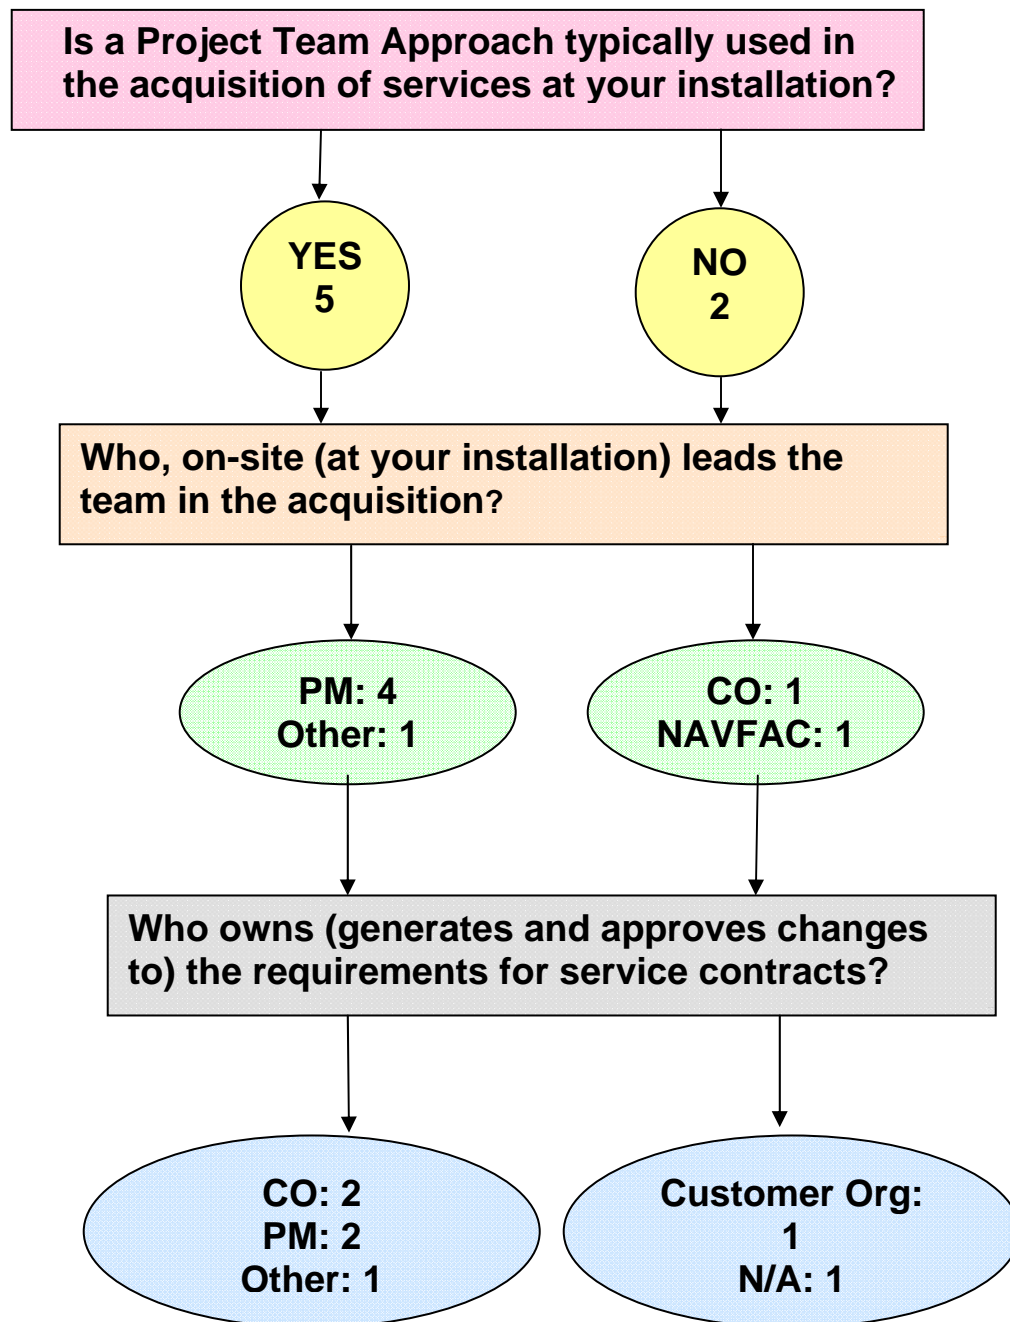 Is a Project Team Approach typically used in
the acquisition of services at your installation?
YES
5
NO
2
Who, on-site (at your installation) leads the
team in the acquisition?
PM: 4
Other: 1
CO: 1
NAVFAC: 1
Who owns (generates and approves changes
to) the requirements for service contracts?
CO: 2
PM: 2
Other: 1
Customer Org:
1
N/A: 1